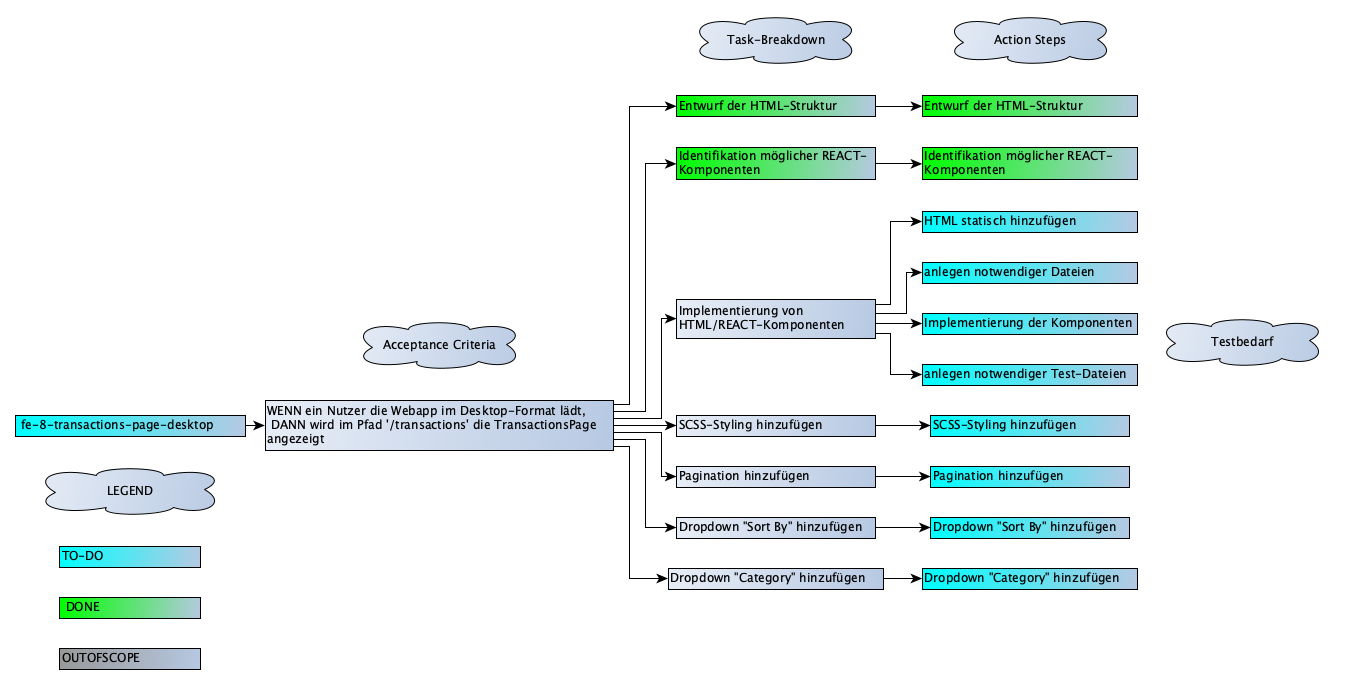 Task-Breakdown
Action Steps
Entwurf der HTML-Struktur
Entwurf der HTML-Struktur
Identifikation möglicher REACT-
Komponenten
Identifikation möglicher REACT-
Komponenten
HTML statisch hinzufügen
anlegen notwendiger Dateien
Implementierung von
HTML/REACT-Komponenten
Implementierung der Komponenten
anlegen notwendiger Test-Dateien
Testbedarf
Acceptance Criteria
fe-8-transactions-page-desktop
WENN ein Nutzer die Webapp im Desktop-Format lädt,
DANN wird im Pfad '/transactions' die TransactionsPage
angezeigt
SCSS-Styling hinzufügen
SCSS-Styling hinzufügen
Pagination hinzufügen
Pagination hinzufügen
Dropdown "Sort By" hinzufügen
Dropdown "Sort By" hinzufügen
Dropdown "Category" hinzufügen
Dropdown "Category" hinzufügen
LEGEND
TO-DO
DONE
OUTOFSCOPE